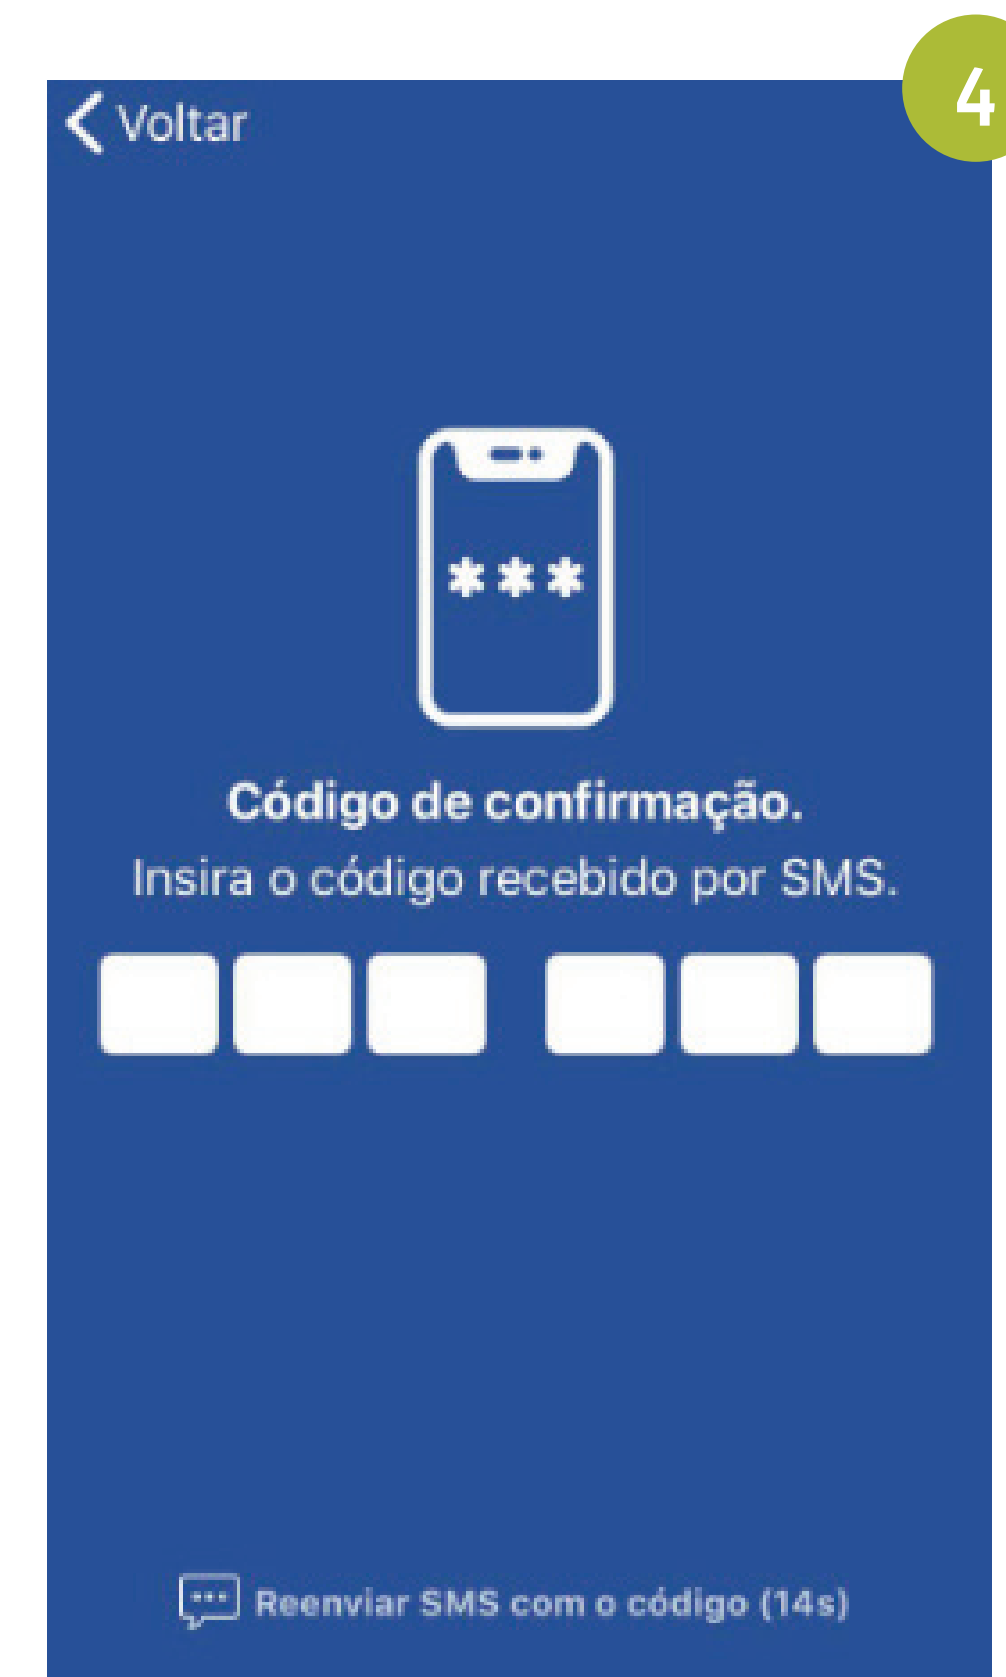 4
Voltar
***
Código de confirmação.
Insira o código recebido por SMS.
Reenviar SMS com o código (14s)